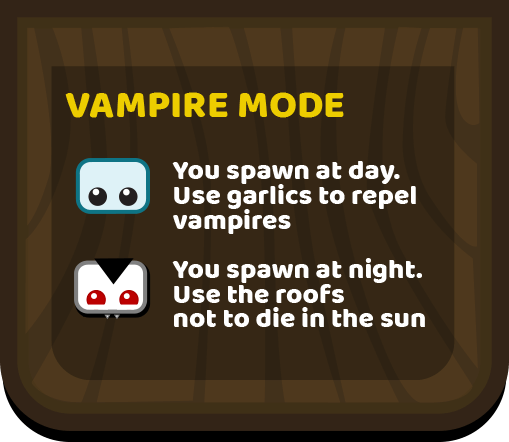 VAMPIRE MODE
You spawn at day.
Use garlics to repel
vampires
You spawn at night.
Use the roofs
not to die in the sun